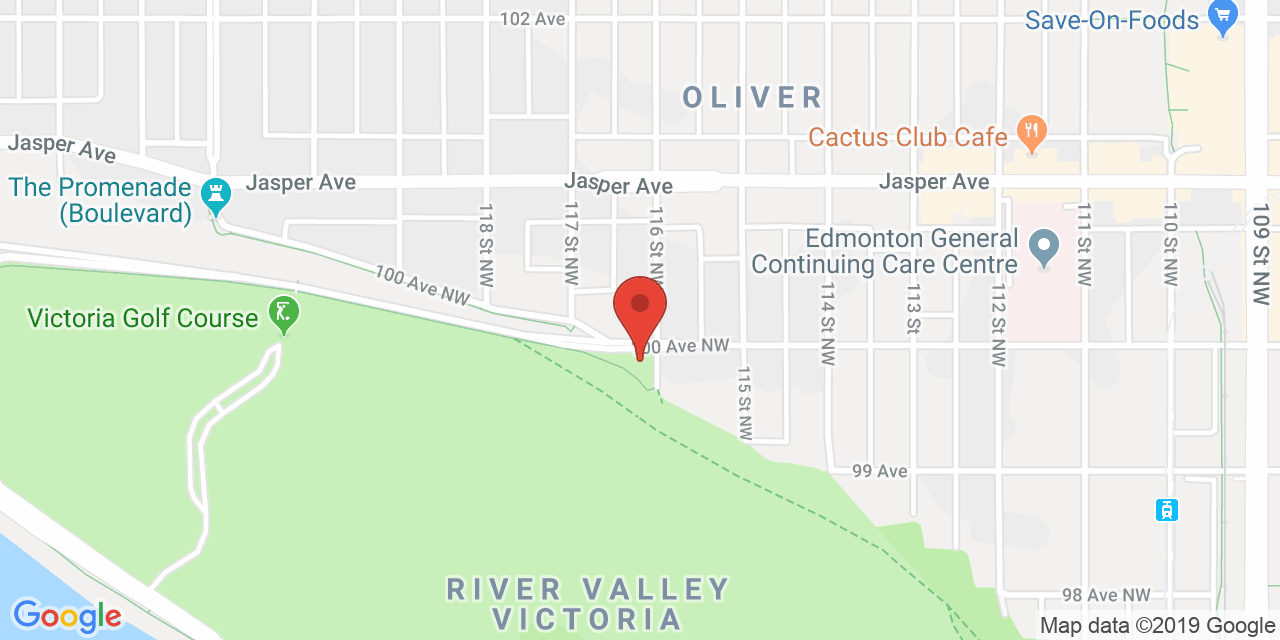 102 Ave
Save-On-Foods
OLIVER
Cactus Club Cafe
Jasper Ave
Jasper Ave
Jasper Ave
Jasper Ave
The Promenade
(Boulevard)
118 St NW
117 St NW
116 St NW
111 St NW
110 St NW
109 St NW
Edmonton General
Continuing Care Centre
100 Ave NW
114 St NW
113 St
112 St NW
Victoria Golf Course
00 Ave NW
115 St NW
99 Ave
RIVER VALLEY
VICTORIA
98 Ave NW
Google
Map data ©2019 Google